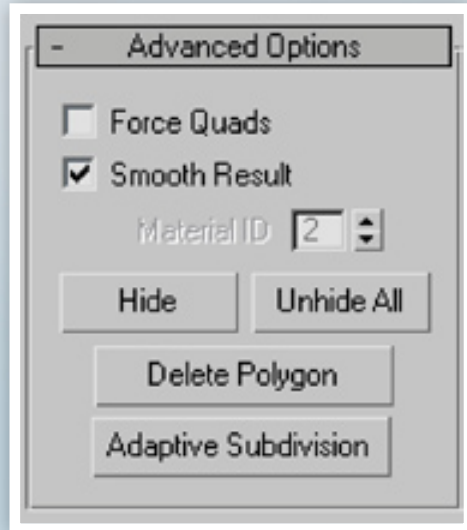 - Advanced Options
Force Quads
Smooth Result
Material ID 2
Hide Unhide All
Delete Polygon
Adaptive Subdivision